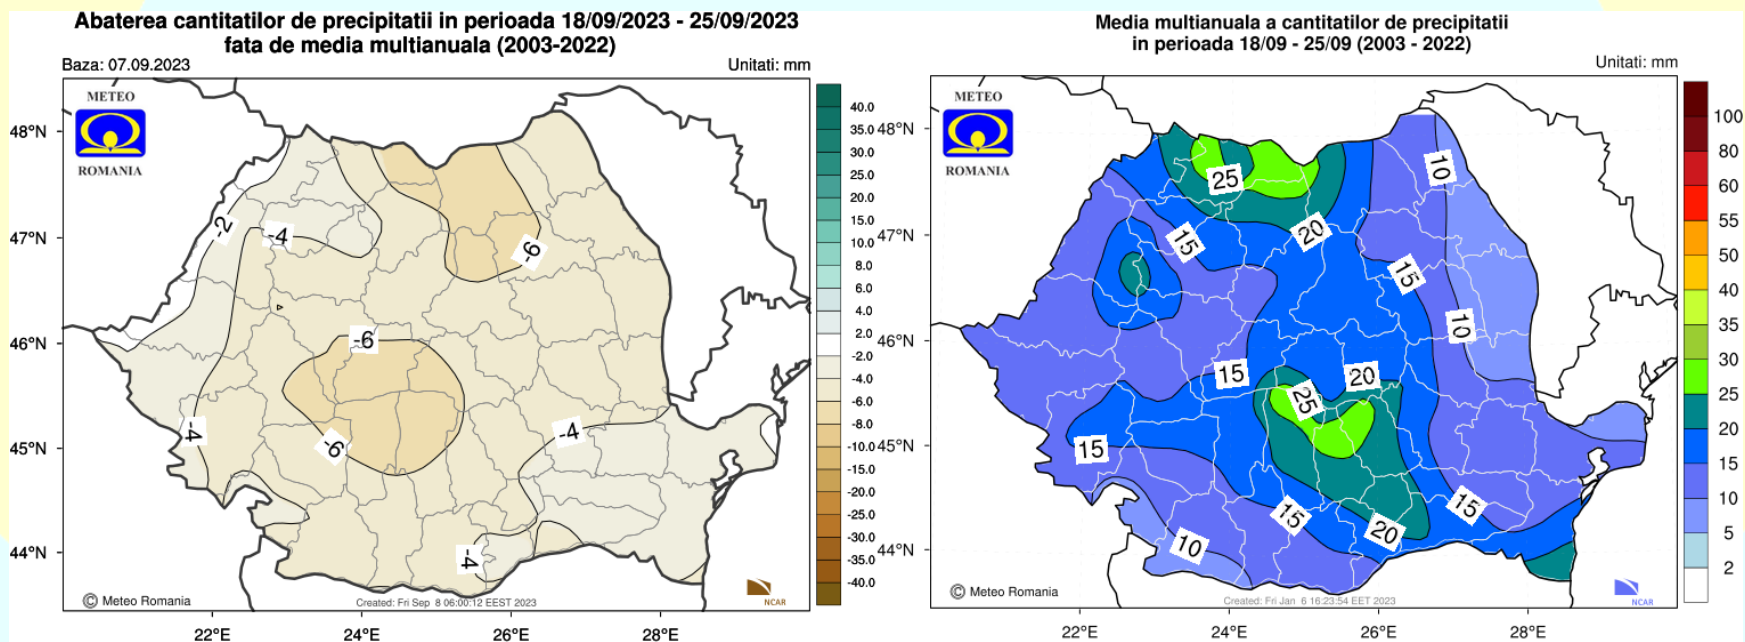 Abaterea cantitatilor de precipitatii in perioada 18/09/2023 - 25/09/2023
fata de media multianuala (2003-2022)
Baza: 07.09.2023
Unitati: mm
METEO
ROMANIA
48°N
47°N
46°N
45°N
44°N
22°E
24°E
26°E
28°E
-2
-4
-6
-6
-6
-4
-4
-4
40.0
35.0
30.0
25.0
20.0
15.0
10.0
8.0
6.0
4.0
2.0
-2.0
-4.0
-6.0
-8.0
-10.0
-15.0
-20.0
-25.0
-30.0
-35.0
-40.0
© Meteo Romania
Created: Fri Sep 8 06:00:12 EEST 2023
NCAR
Media multianuala a cantitatilor de precipitatii
in perioada 18/09 - 25/09 (2003 - 2022)
Unitati: mm
METEO
ROMANIA
48°N
47°N
46°N
45°N
44°N
22°E
24°E
26°E
28°E
10
25
20
15
15
10
15
20
25
15
15
15
20
10
100
80
60
55
50
40
35
30
25
20
15
10
5
2
© Meteo Romania
Created: Fri Jan 6 16:23:54 EET 2023
NCAR